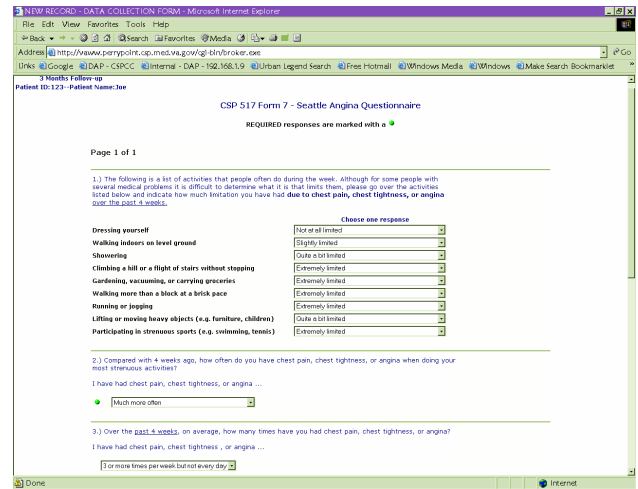 NEW RECORD - DATA COLLECTION FORM - Microsoft Internet Explorer
File Edit View Favorites Tools Help
Back Search Favorites Media
Address http://vaww.perrypoint.csp.med.va.gov/cgi-bin/broker.exe Go
Links Google DAP - CSPCC Internal - DAP - 192.168.1.9 Urban Legend Search Free Hotmail Windows Media Windows Make Search Bookmarklet »
3 Months Follow-up
Patient ID:123--Patient Name:Joe
CSP 517 Form 7 - Seattle Angina Questionnaire
REQUIRED responses are marked with a
Page 1 of 1
1.) The following is a list of activities that people often do during the week. Although for some people with
several medical problems it is difficult to determine what it is that limits them, please go over the activities
listed below and indicate how much limitation you have had due to chest pain, chest tightness, or angina
over the past 4 weeks.
Choose one response
Dressing yourself Not at all limited
Walking indoors on level ground Slightly limited
Showering Quite a bit limited
Climbing a hill or a flight of stairs without stopping Extremely limited
Gardening, vacuuming, or carrying groceries Extremely limited
Walking more than a block at a brisk pace Extremely limited
Running or jogging Extremely limited
Lifting or moving heavy objects (e.g. furniture, children) Quite a bit limited
Participating in strenuous sports (e.g. swimming, tennis) Extremely limited
2.) Compared with 4 weeks ago, how often do you have chest pain, chest tightness, or angina when doing your
most strenuous activities?
I have had chest pain, chest tightness, or angina ...
Much more often
3.) Over the past 4 weeks, on average, how many times have you had chest pain, chest tightness, or angina?
I have had chest pain, chest tightness , or angina ...
3 or more times per week but not every day
Done Internet